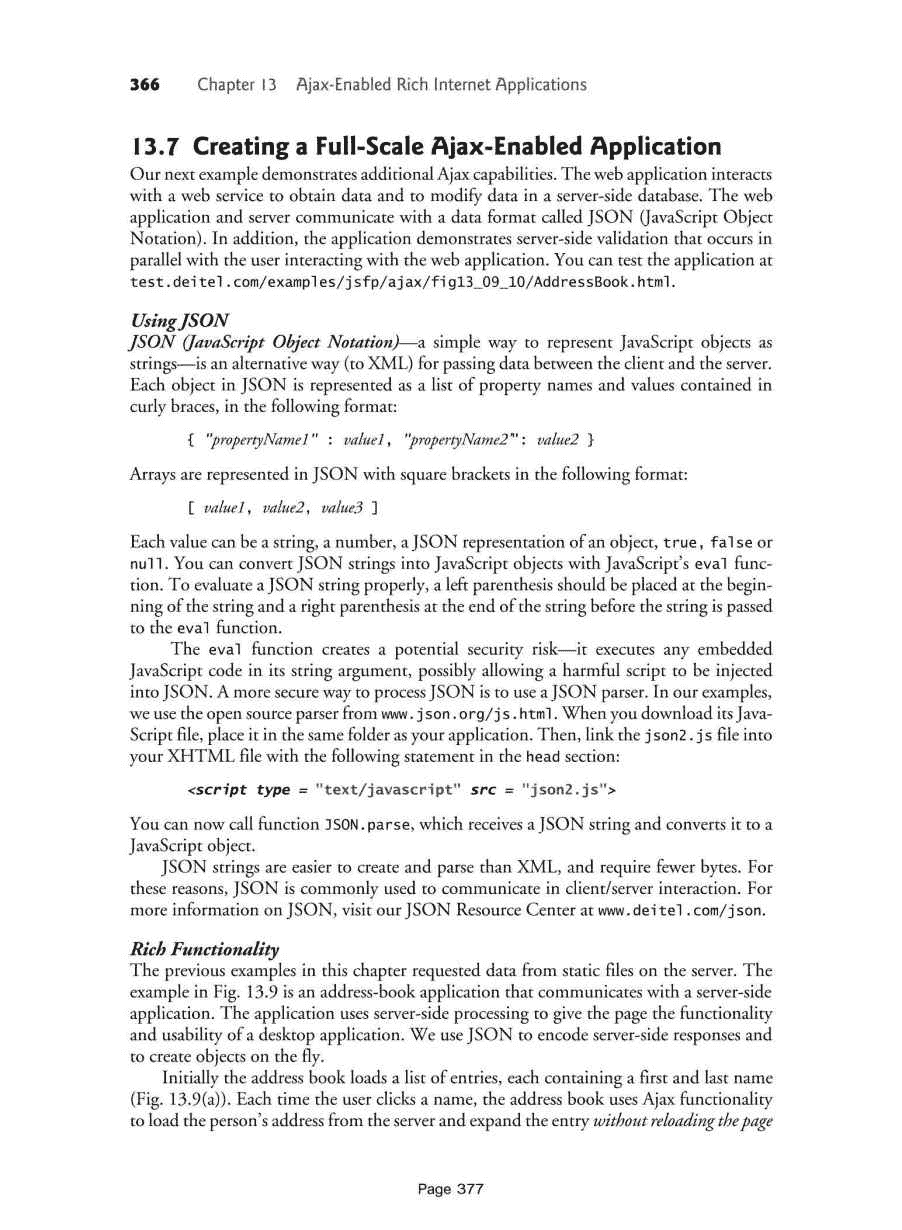 366 Chapter 13 Ajax-Enabled Rich Internet Applications
13.7 Creating a Full-Scale Ajax-Enabled Application
Our next example demonstrates additional Ajax capabilities. The web application interacts
with a web service to obtain data and to modify data in a server-side database. The web
application and server communicate with a data format called JSON (JavaScript Object
Notation). In addition, the application demonstrates server-side validation that occurs in
parallel with the user interacting with the web application. You can test the application at
test.deitel.com/examples/jsfp/ajax/fig13_09_10/AddressBook.html.
Using JSON
JSON (JavaScript Object Notation)—a simple way to represent JavaScript objects as
strings—is an alternative way (to XML) for passing data between the client and the server.
Each object in JSON is represented as a list of property names and values contained in
curly braces, in the following format:
{ "propertyName1" : value1, "propertyName2'": value2 }
Arrays are represented in JSON with square brackets in the following format:
[ value1, value2, value3 ]
Each value can be a string, a number, a JSON representation of an object, true, false or
null. You can convert JSON strings into JavaScript objects with JavaScript's eval func-
tion. To evaluate a JSON string properly, a left parenthesis should be placed at the begin-
ning of the string and a right parenthesis at the end of the string before the string is passed
to the eval function.
The eval function creates a potential security risk—it executes any embedded
JavaScript code in its string argument, possibly allowing a harmful script to be injected
into JSON. A more secure way to process JSON is to use a JSON parser. In our examples,
we use the open source parser from www.json.org/js.html. When you download its Java-
Script file, place it in the same folder as your application. Then, link the json2.js file into
your XHTML file with the following statement in the head section:
<script type = "text/javascript" src = "json2.js">
You can now call function JSON.parse, which receives a JSON string and converts it to a
JavaScript object.
JSON strings are easier to create and parse than XML, and require fewer bytes. For
these reasons, JSON is commonly used to communicate in client/server interaction. For
more information on JSON, visit our JSON Resource Center at www.deitel.com/json.
Rich Functionality
The previous examples in this chapter requested data from static files on the server. The
example in Fig. 13.9 is an address-book application that communicates with a server-side
application. The application uses server-side processing to give the page the functionality
and usability of a desktop application. We use JSON to encode server-side responses and
to create objects on the fly.
Initially the address book loads a list of entries, each containing a first and last name
(Fig. 13.9(a)). Each time the user clicks a name, the address book uses Ajax functionality
to load the person's address from the server and expand the entry without reloading the page
Page 377